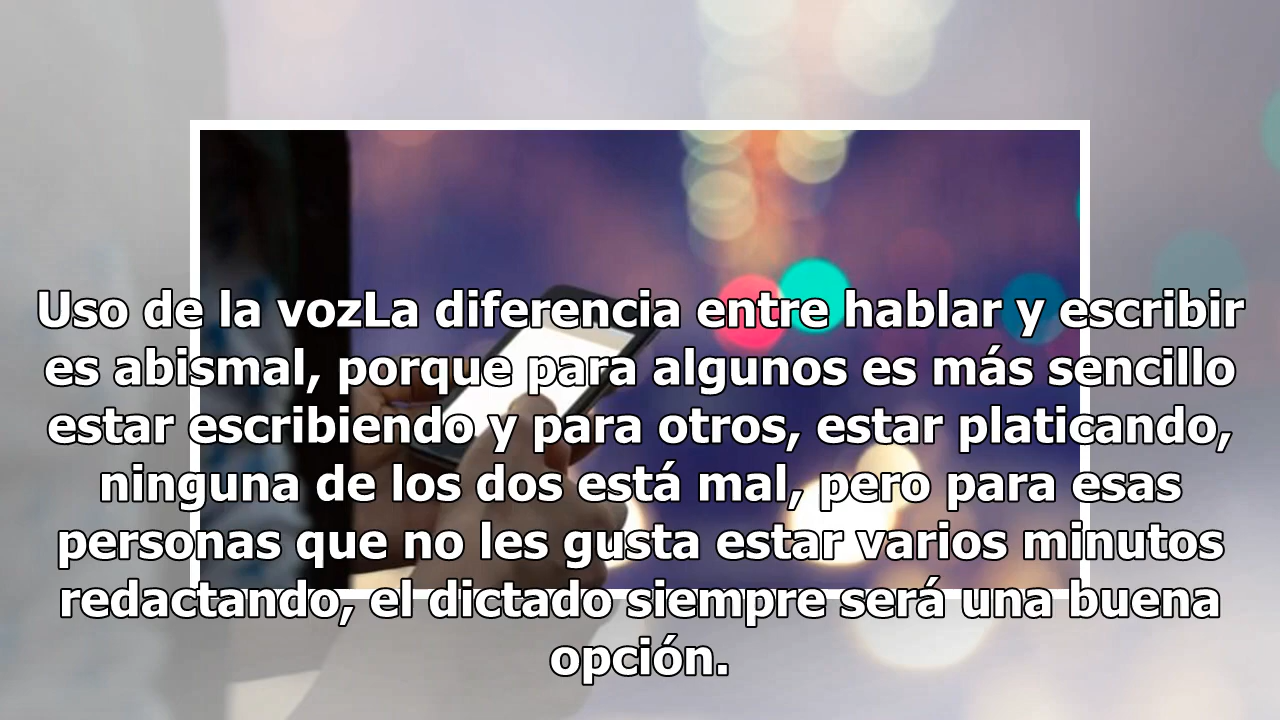 Uso de la vozLa diferencia entre hablar y escribir
es abismal, porque para algunos es más sencillo
estar escribiendo y para otros, estar platicando,
ninguna de los dos está mal, pero para esas
personas que no les gusta estar varios minutos
redactando, el dictado siempre será una buena
opción.